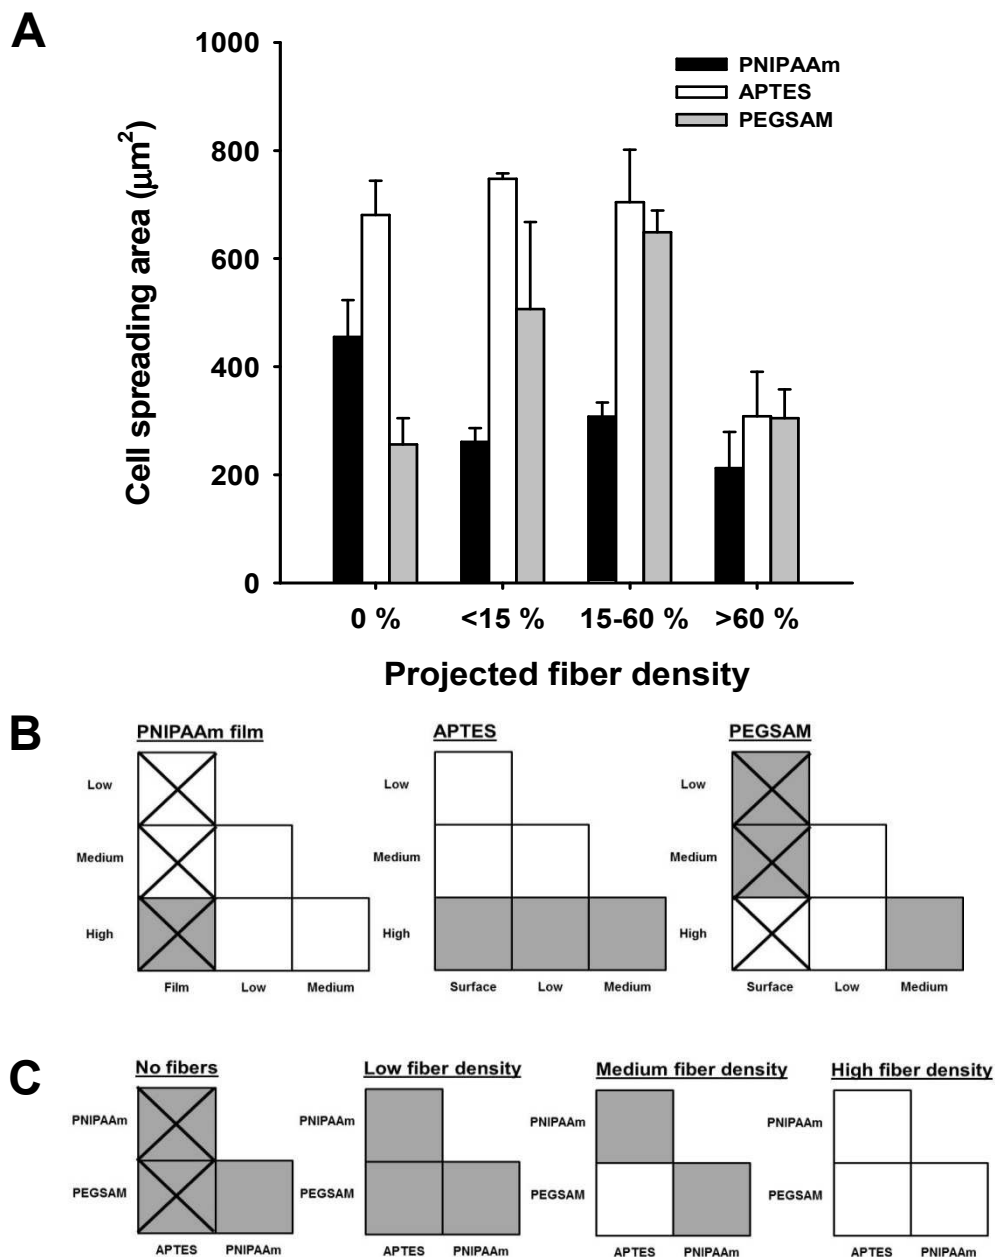 A
1000
800
600
400
200
0
Cell spreading area (μm²)
PNIPAAm
APTES
PEGSAM
0 % <15 % 15-60 % >60 %
Projected fiber density
B
PNIPAAm film
Low
Medium
High
Film Low Medium
APTES
Low
Medium
High
Surface Low Medium
PEGSAM
Low
Medium
High
Surface Low Medium
C
No fibers
PNIPAAm
PEGSAM
APTES PNIPAAm
Low fiber density
PNIPAAm
PEGSAM
APTES PNIPAAm
Medium fiber density
PNIPAAm
PEGSAM
APTES PNIPAAm
High fiber density
PNIPAAm
PEGSAM
APTES PNIPAAm